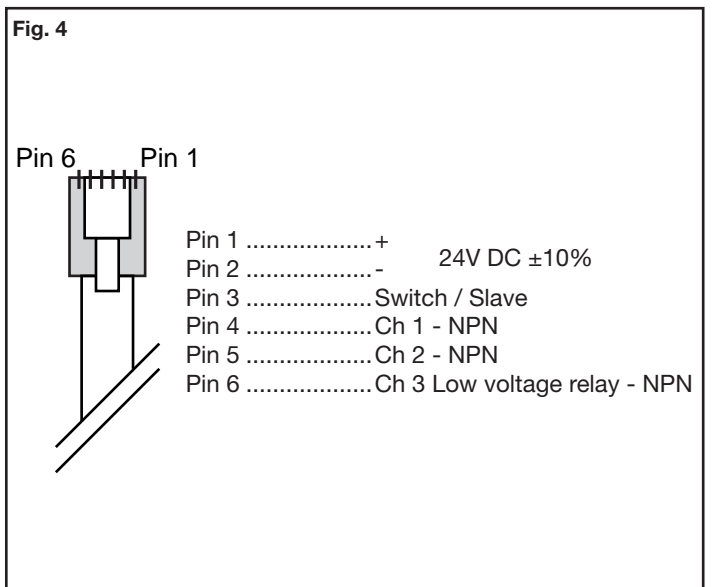 Fig. 4
Pin 6 Pin 1
Pin 1 ...................+
24V DC ±10%
Pin 2 ...................-
Pin 3 ...................Switch / Slave
Pin 4 ...................Ch 1 - NPN
Pin 5 ...................Ch 2 - NPN
Pin 6 ...................Ch 3 Low voltage relay - NPN